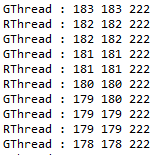 GThread : 183 183 222
RThread : 182 182 222
GThread : 182 182 222
GThread : 181 181 222
RThread : 181 181 222
RThread : 180 180 222
GThread : 179 180 222
RThread : 179 179 222
GThread : 179 179 222
GThread : 178 178 222